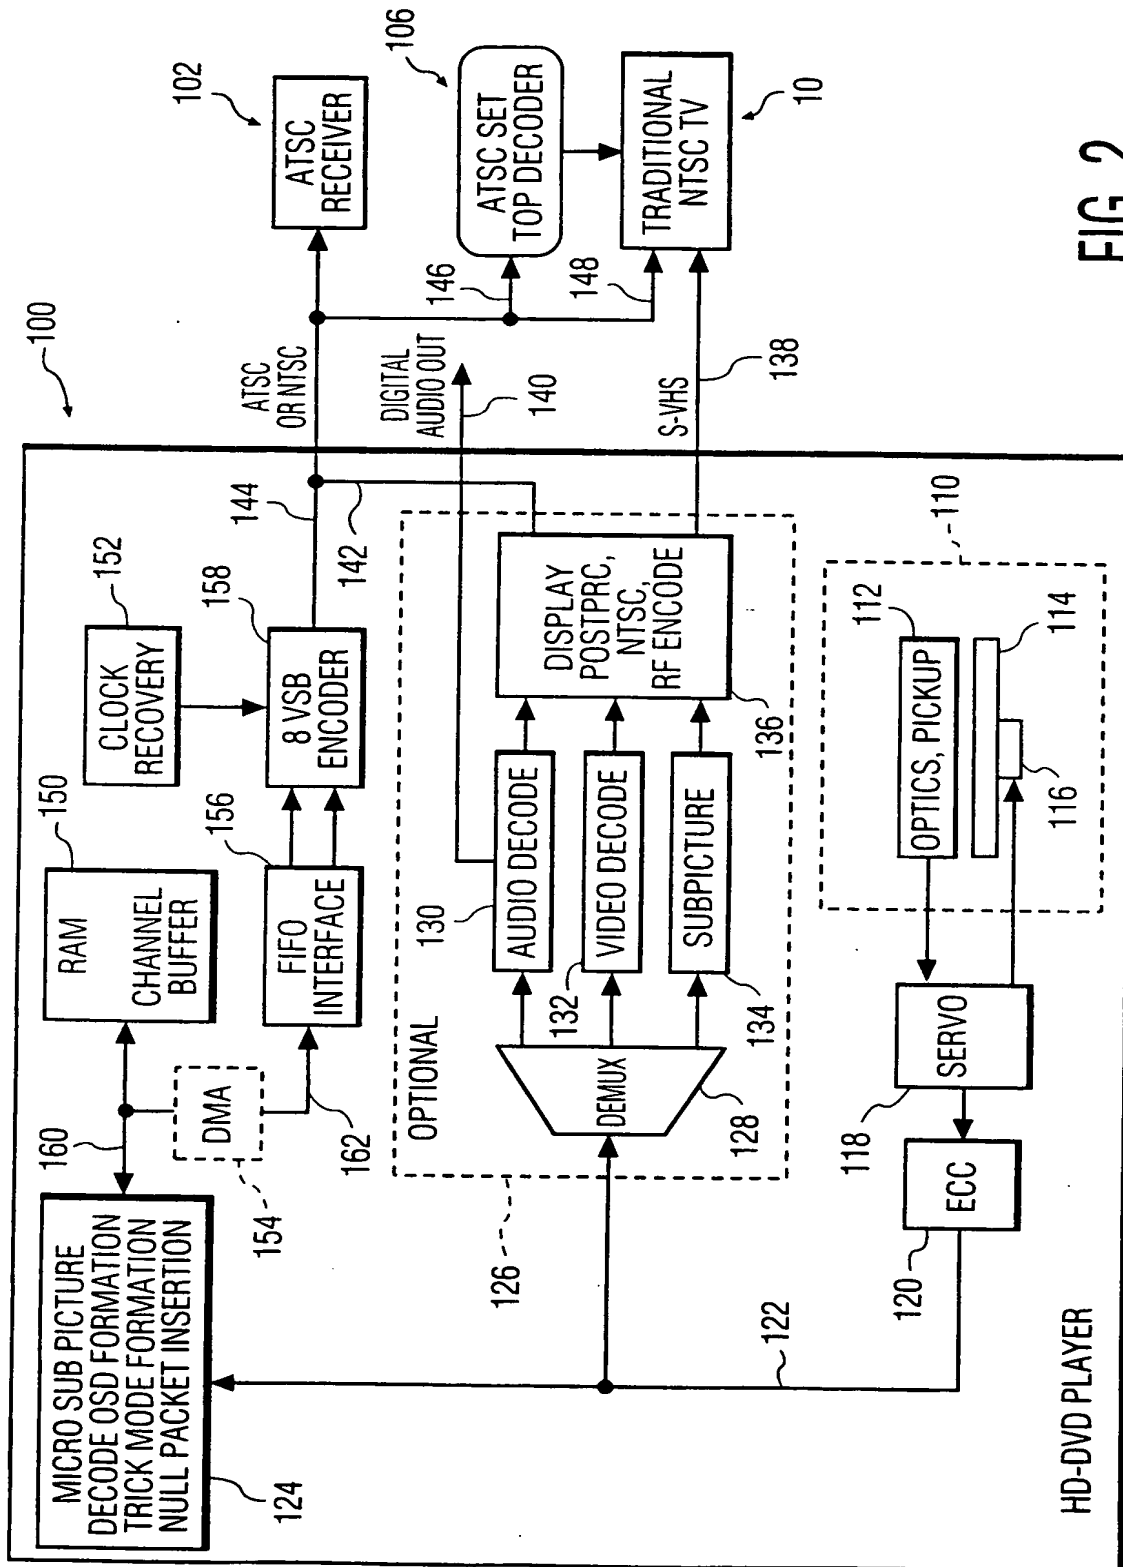 100
102
ATSC
RECEIVER
106
ATSC SET
TOP DECODER
TRADITIONAL
NTSC TV
10
ATSC
OR NTSC
146
148
DIGITAL
AUDIO OUT
140
S-VHS
138
MICRO SUB PICTURE
DECODE OSD FORMATION
TRICK MODE FORMATION
NULL PACKET INSERTION
124
160
DMA
154
162
RAM
CHANNEL
BUFFER
150
FIFO
INTERFACE
156
CLOCK
RECOVERY
152
8 VSB
ENCODER
158
144
142
OPTIONAL
126
DEMUX
128
AUDIO DECODE
130
VIDEO DECODE
132
SUBPICTURE
134
DISPLAY
POSTPRC,
NTSC,
RF ENCODE
136
110
OPTICS, PICKUP
112
114
116
SERVO
118
ECC
120
122
HD-DVD PLAYER
FIG. 2